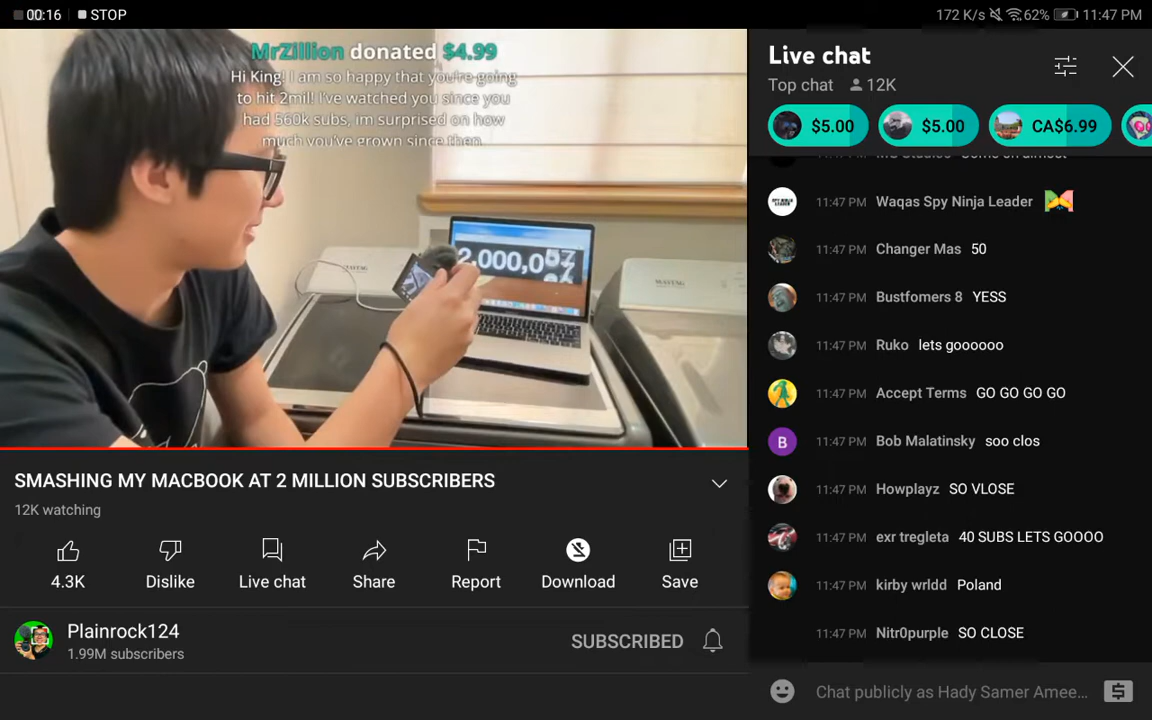 00:16 STOP
172 K/s 62% 11:47 PM
MrZillion donated $4.99
Hi King! I am so happy that you're going
to hit 2mil! I've watched you since you
had 560k subs, im surprised on how
much you've grown since then.
MAYTAG
2,000,0
SMASHING MY MACBOOK AT 2 MILLION SUBSCRIBERS
12K watching
4.3K
Dislike
Live chat
Share
Report
Download
Save
Plainrock124
1.99M subscribers
SUBSCRIBED
Live chat
Top chat 12K
$5.00 $5.00 CA$6.99
11:47 PM Waqas Spy Ninja Leader
11:47 PM Changer Mas 50
11:47 PM Bustfomers 8 YESS
11:47 PM Ruko lets goooooo
11:47 PM Accept Terms GO GO GO GO
B 11:47 PM Bob Malatinsky soo clos
11:47 PM Howplayz SO VLOSE
11:47 PM exr tregleta 40 SUBS LETS GOOOO
11:47 PM kirby wrldd Poland
11:47 PM Nitr0purple SO CLOSE
Chat publicly as Hady Samer Amee...